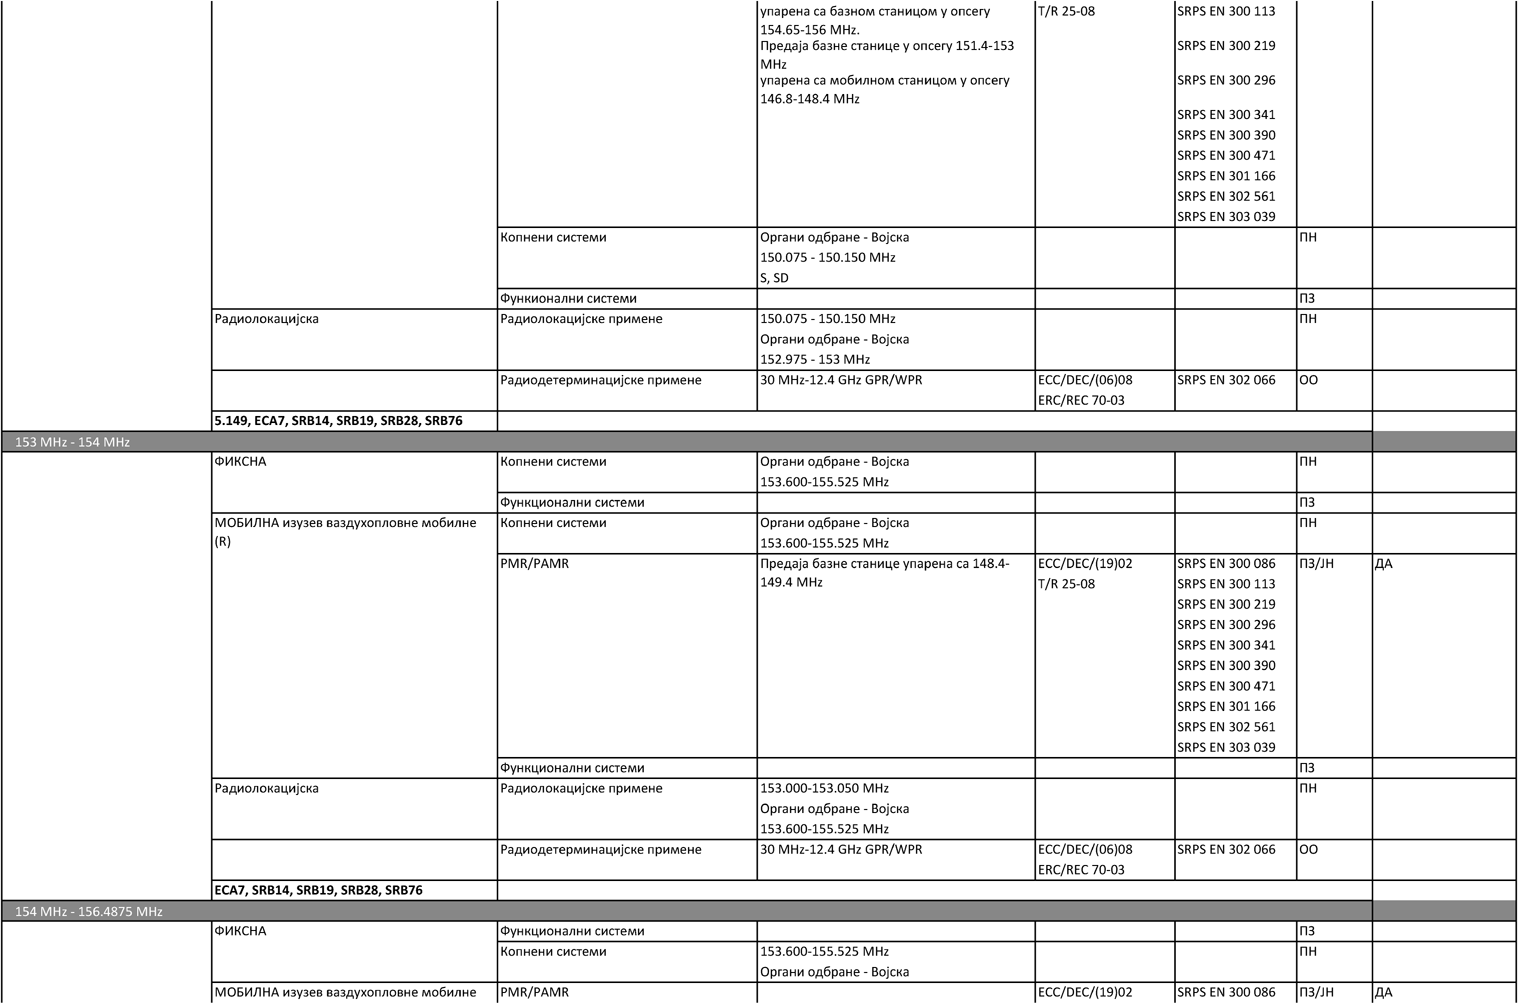 упарена са базном станицом у опсегу T/R 25-08 SRPS EN 300 113
154.65-156 MHz.
Предаја базне станице у опсегу 151.4-153 SRPS EN 300 219
MHz
упарена са мобилном станицом у опсегу SRPS EN 300 296
146.8-148.4 MHz
SRPS EN 300 341
SRPS EN 300 390
SRPS EN 300 471
SRPS EN 301 166
SRPS EN 302 561
SRPS EN 303 039
Копнени системи Органи одбране - Војска ПН
150.075 - 150.150 MHz
S, SD
Функионални системи ПЗ
Радиолокацијска Радиолокацијске примене 150.075 - 150.150 MHz ПН
Органи одбране - Војска
152.975 - 153 MHz
Радиодетерминацијске примене 30 MHz-12.4 GHz GPR/WPR ECC/DEC/(06)08 SRPS EN 302 066 ОО
ERC/REC 70-03
5.149, ECA7, SRB14, SRB19, SRB28, SRB76
153 MHz - 154 MHz
ФИКСНА Копнени системи Органи одбране - Војска ПН
153.600-155.525 MHz
Функционални системи ПЗ
МОБИЛНА изузев ваздухопловне мобилне Копнени системи Органи одбране - Војска ПН
(R) 153.600-155.525 MHz
PMR/PAMR Предаја базне станице упарена са 148.4- ECC/DEC/(19)02 SRPS EN 300 086 ПЗ/ЈН ДА
149.4 MHz T/R 25-08 SRPS EN 300 113
SRPS EN 300 219
SRPS EN 300 296
SRPS EN 300 341
SRPS EN 300 390
SRPS EN 300 471
SRPS EN 301 166
SRPS EN 302 561
SRPS EN 303 039
Функционални системи ПЗ
Радиолокацијска Радиолокацијске примене 153.000-153.050 MHz ПН
Органи одбране - Војска
153.600-155.525 MHz
Радиодетерминацијске примене 30 MHz-12.4 GHz GPR/WPR ECC/DEC/(06)08 SRPS EN 302 066 ОО
ERC/REC 70-03
ECA7, SRB14, SRB19, SRB28, SRB76
154 MHz - 156.4875 MHz
ФИКСНА Функционални системи ПЗ
Копнени системи 153.600-155.525 MHz ПН
Органи одбране - Војска
МОБИЛНА изузев ваздухопловне мобилне PMR/PAMR ECC/DEC/(19)02 SRPS EN 300 086 ПЗ/ЈН ДА